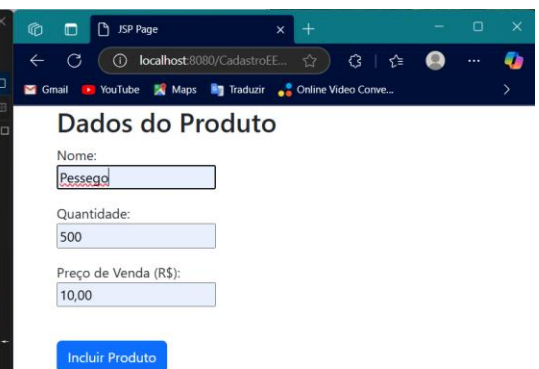 JSP Page
localhost:8080/CadastroEE...
Gmail YouTube Maps Traduzir Online Video Conve...
Dados do Produto
Nome:
Pessego
Quantidade:
500
Preço de Venda (R$):
10,00
Incluir Produto